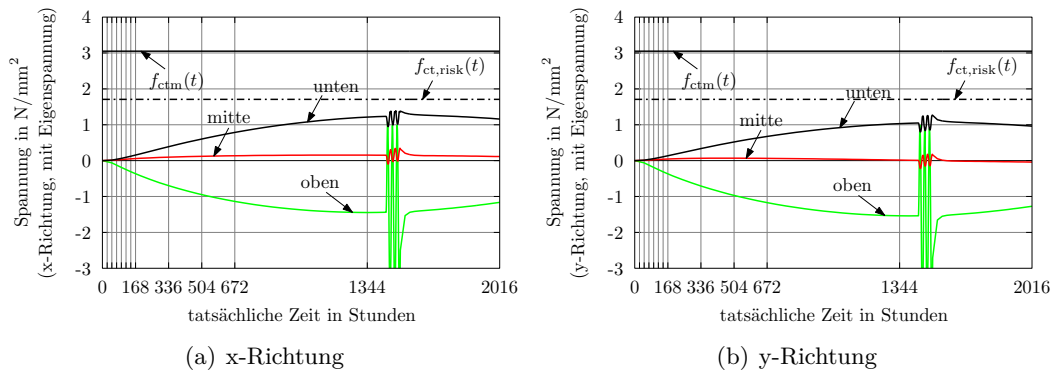 4
3
2
1
0
-1
-2
-3
Spannung in N/mm²
(x-Richtung, mit Eigenspannung)
f_ctm(t)
f_ct,risk(t)
unten
mitte
oben
0 168 336 504 672 1344 2016
tatsächliche Zeit in Stunden
(a) x-Richtung
4
3
2
1
0
-1
-2
-3
Spannung in N/mm²
(y-Richtung, mit Eigenspannung)
f_ctm(t)
f_ct,risk(t)
unten
mitte
oben
0 168 336 504 672 1344 2016
tatsächliche Zeit in Stunden
(b) y-Richtung